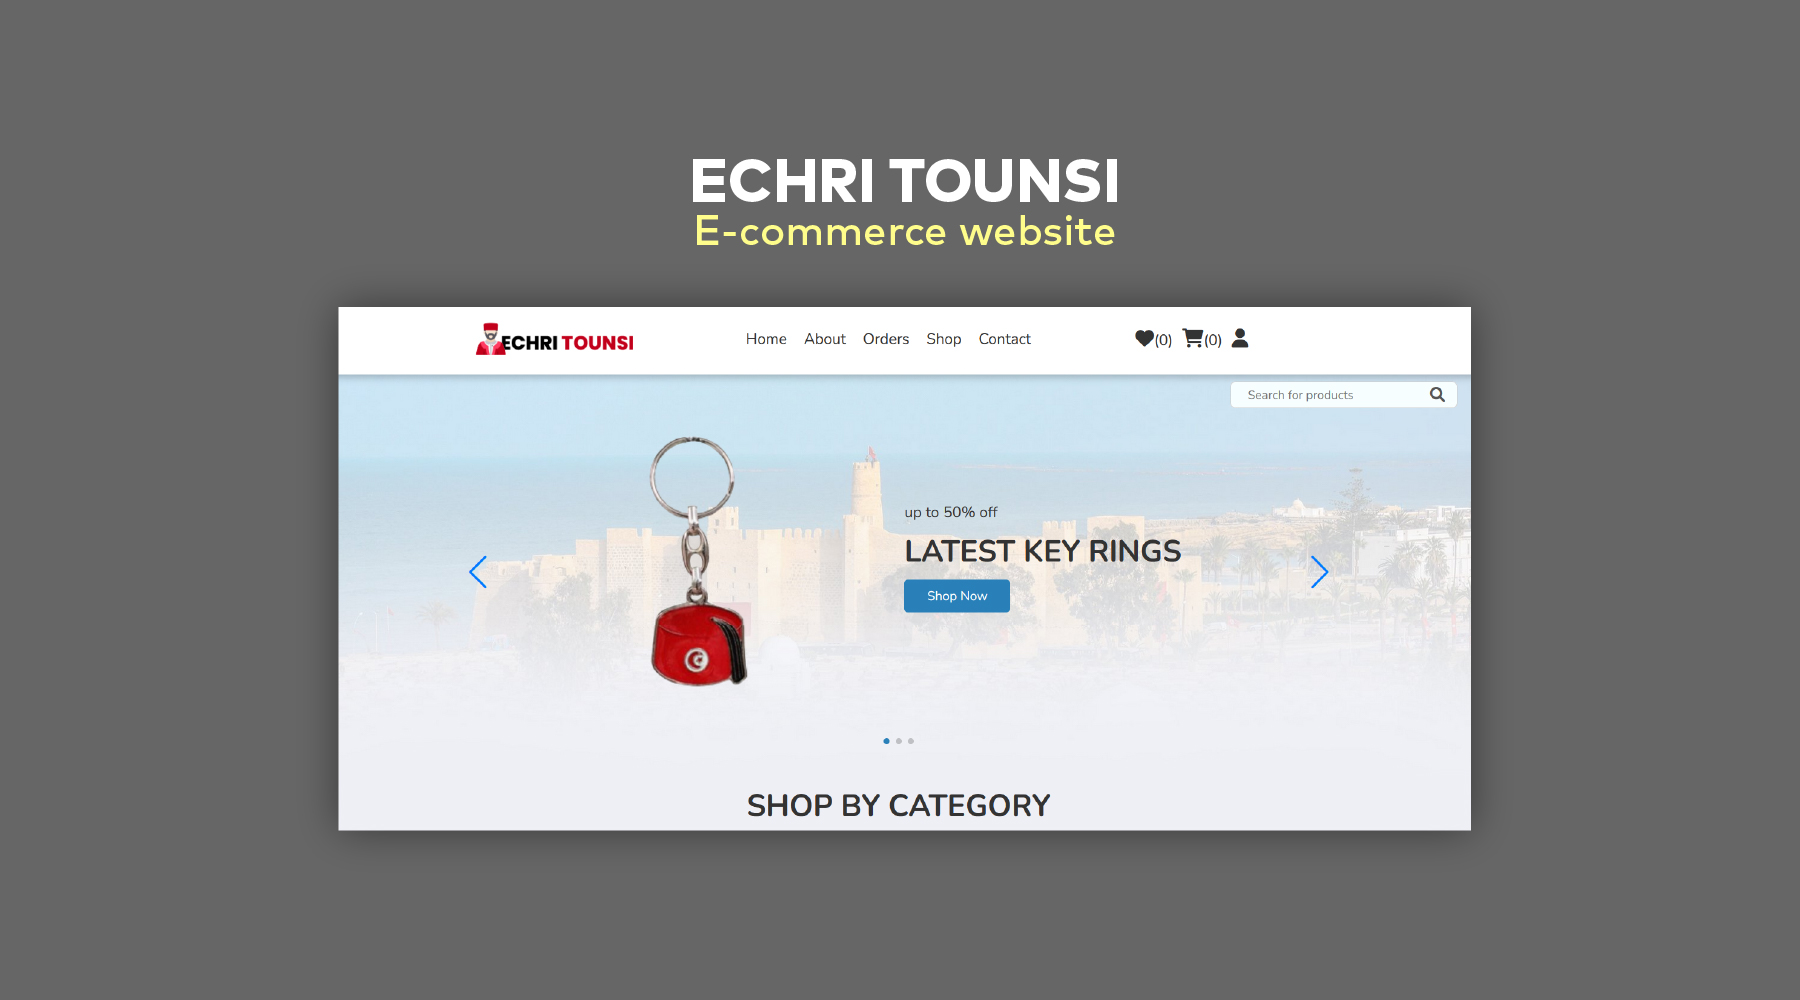 ECHRI TOUNSI
E-commerce website
ECHRI TOUNSI
Home About Orders Shop Contact
(0) (0)
Search for products
up to 50% off
LATEST KEY RINGS
Shop Now
SHOP BY CATEGORY